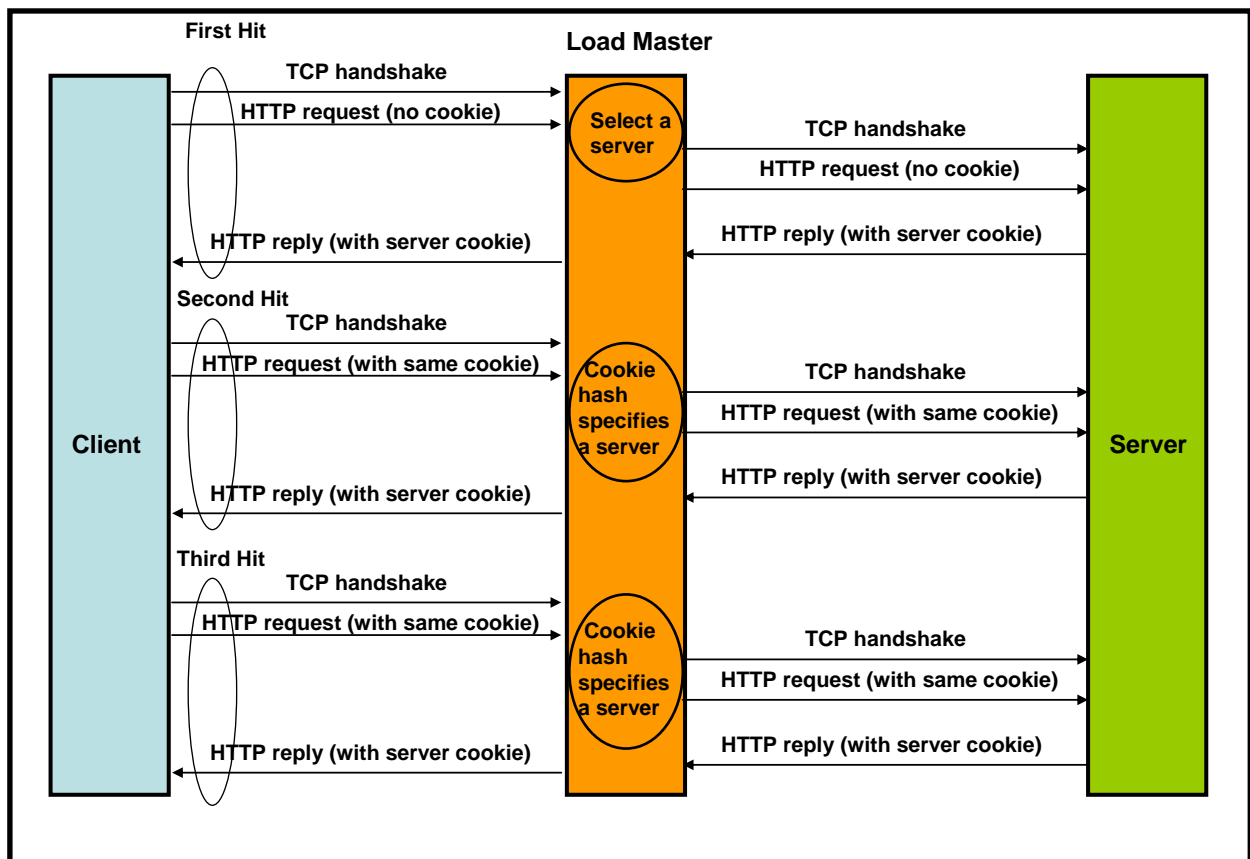 First Hit
Load Master
TCP handshake
HTTP request (no cookie)
Select a
server
TCP handshake
HTTP request (no cookie)
HTTP reply (with server cookie)
HTTP reply (with server cookie)
Second Hit
TCP handshake
HTTP request (with same cookie)
Cookie
hash
specifies
a server
TCP handshake
HTTP request (with same cookie)
Client
Server
HTTP reply (with server cookie)
HTTP reply (with server cookie)
Third Hit
TCP handshake
HTTP request (with same cookie)
Cookie
hash
specifies
a server
TCP handshake
HTTP request (with same cookie)
HTTP reply (with server cookie)
HTTP reply (with server cookie)